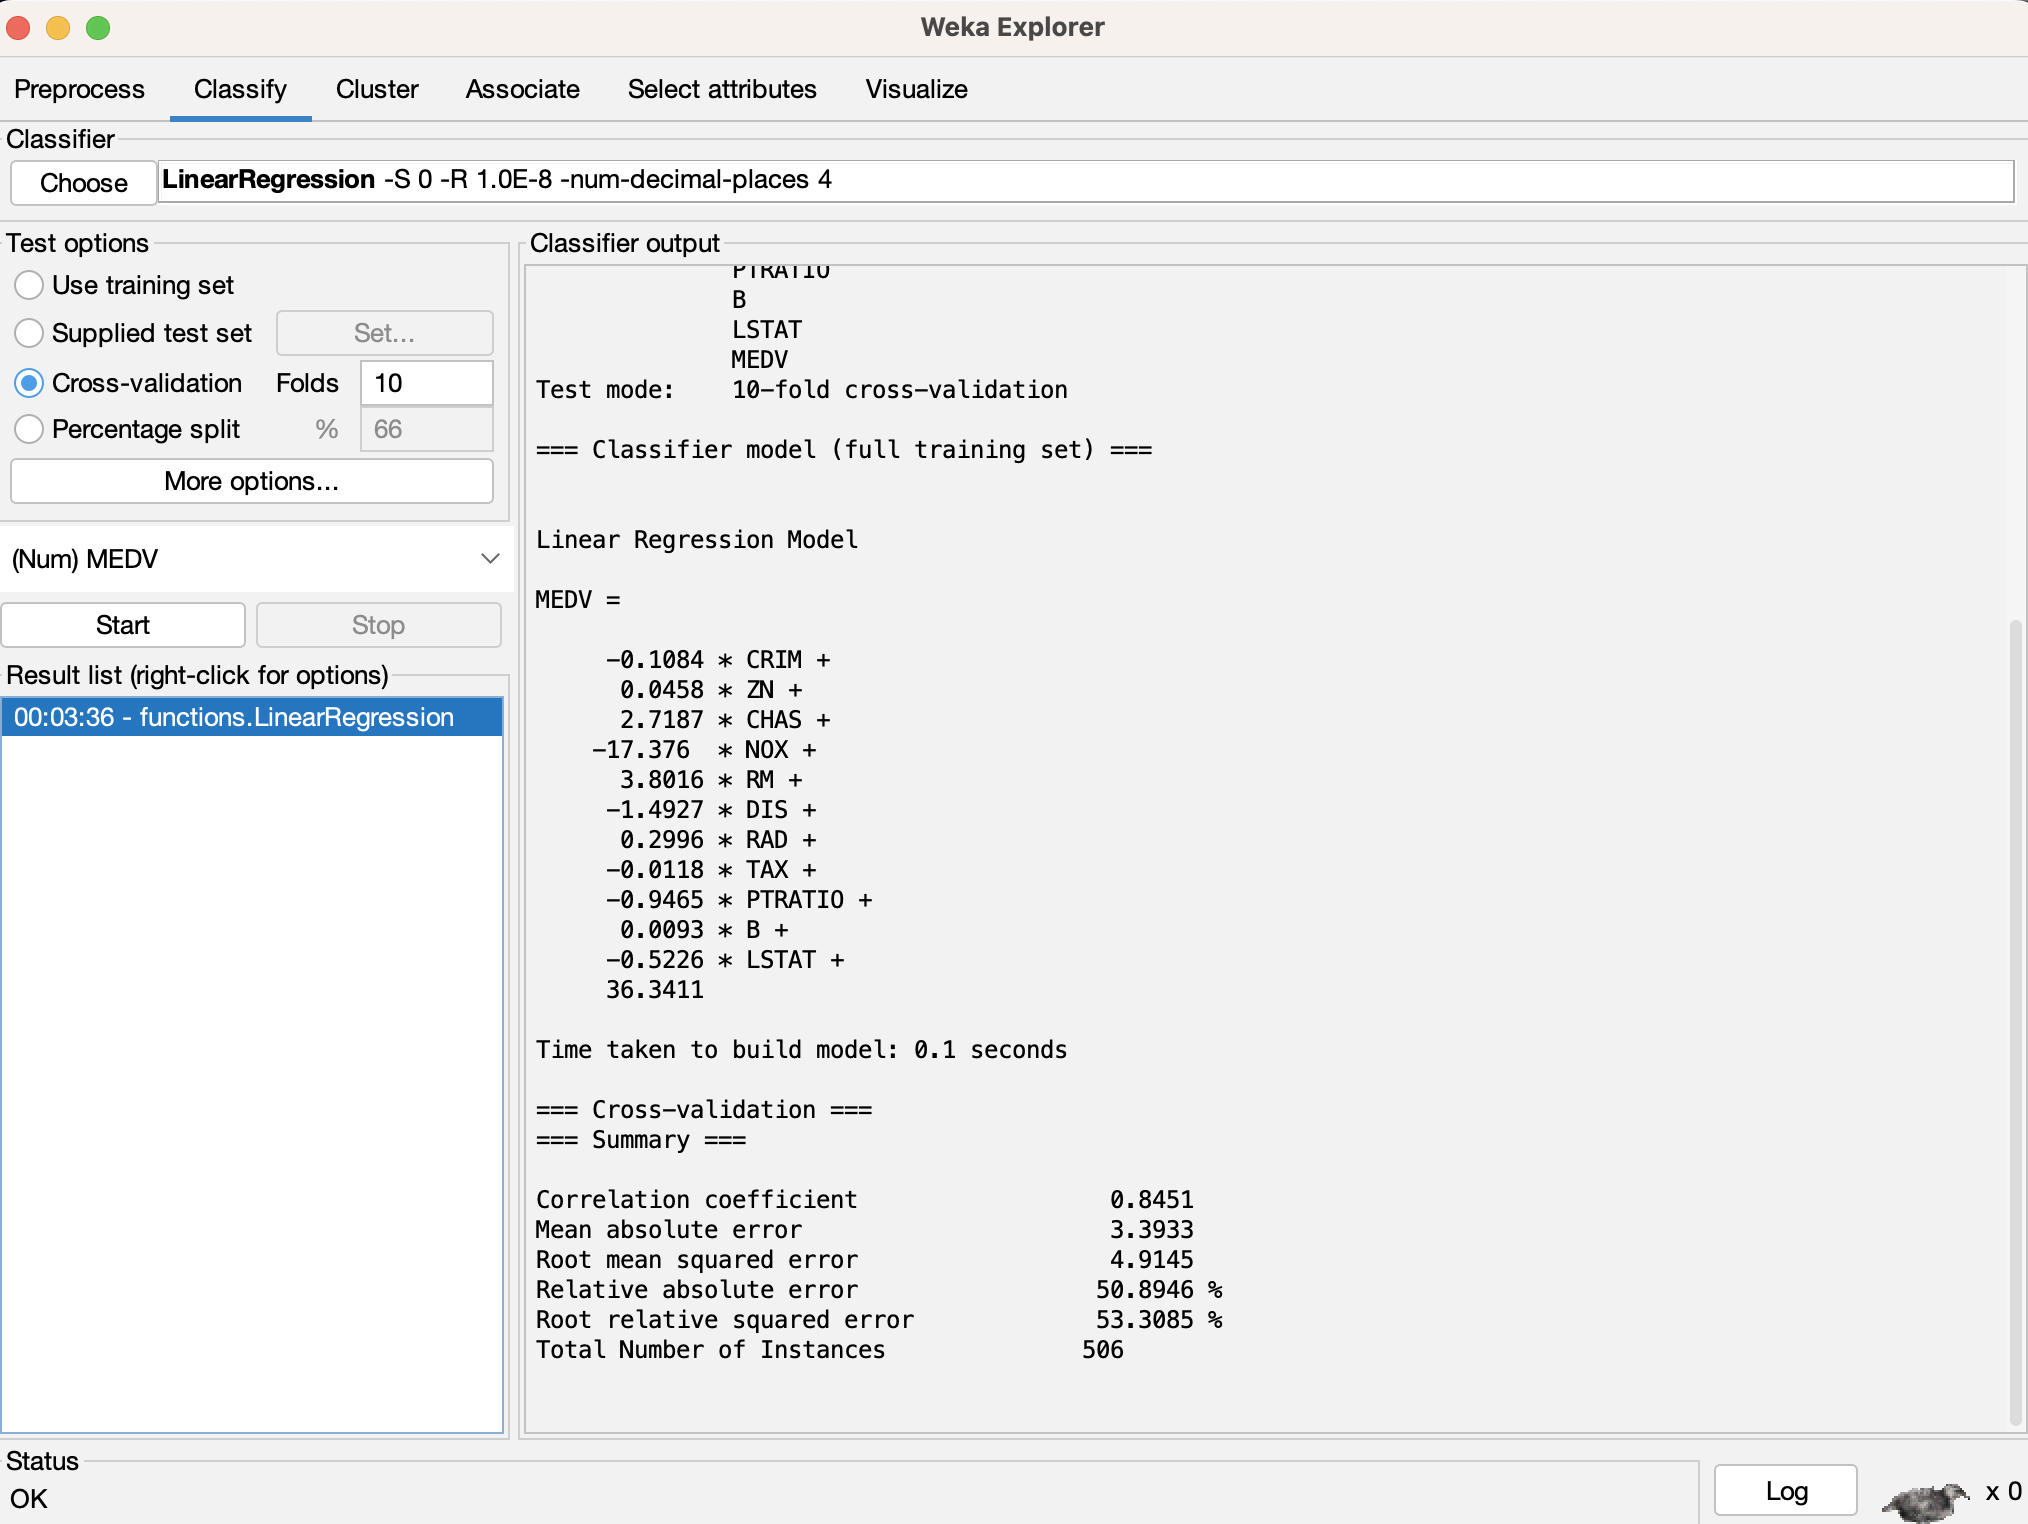 Weka Explorer
Preprocess Classify Cluster Associate Select attributes Visualize
Classifier
Choose LinearRegression -S 0 -R 1.0E-8 -num-decimal-places 4
Test options
Use training set
Supplied test set Set...
Cross-validation Folds 10
Percentage split % 66
More options...
(Num) MEDV
Start Stop
Result list (right-click for options)
00:03:36 - functions.LinearRegression
Classifier output
PTRATIO
B
LSTAT
MEDV
Test mode: 10-fold cross-validation
=== Classifier model (full training set) ===
Linear Regression Model
MEDV =
-0.1084 * CRIM +
0.0458 * ZN +
2.7187 * CHAS +
-17.376 * NOX +
3.8016 * RM +
-1.4927 * DIS +
0.2996 * RAD +
-0.0118 * TAX +
-0.9465 * PTRATIO +
0.0093 * B +
-0.5226 * LSTAT +
36.3411
Time taken to build model: 0.1 seconds
=== Cross-validation ===
=== Summary ===
Correlation coefficient 0.8451
Mean absolute error 3.3933
Root mean squared error 4.9145
Relative absolute error 50.8946 %
Root relative squared error 53.3085 %
Total Number of Instances 506
Status
OK
Log x 0